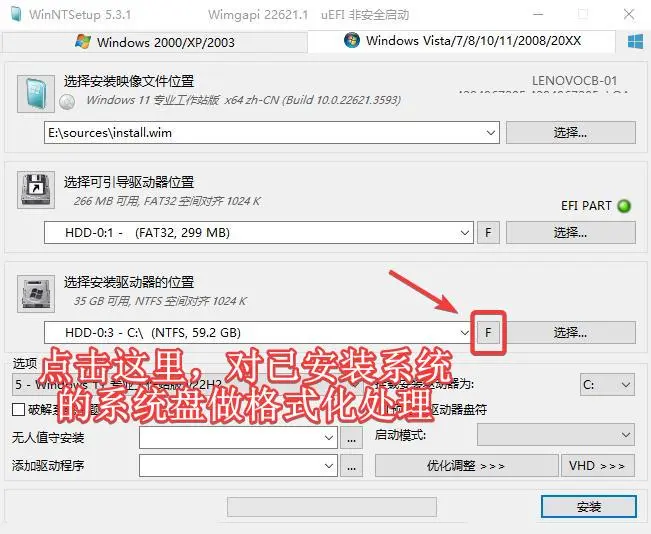 WinNTSetup 5.3.1 Wimgapi 22621.1 uEFI 非安全启动
Windows 2000/XP/2003 Windows Vista/7/8/10/11/2008/20XX
选择安装映像文件位置 LENOVOCB-01
Windows 11 专业工作站版 x64 zh-CN (Build 10.0.22621.3593)
E:\sources\install.wim 选择...
选择可引导驱动器位置
266 MB 可用, FAT32 空间对齐 1024 K EFI PART
HDD-0:1 - (FAT32, 299 MB) F 选择...
选择安装驱动器的位置
35 GB 可用, NTFS 空间对齐 1024 K
HDD-0:3 - C:\ (NTFS, 59.2 GB) F 选择...
选项
点击这里，对已安装系统
的系统盘做格式化处理
5 - Windows 11 专业工作站版 22H2 安装驱动器为: C:
破解 驱动器盘符
无人值守安装 ... 启动模式:
添加驱动程序 ... 优化调整 >>> VHD >>>
安装